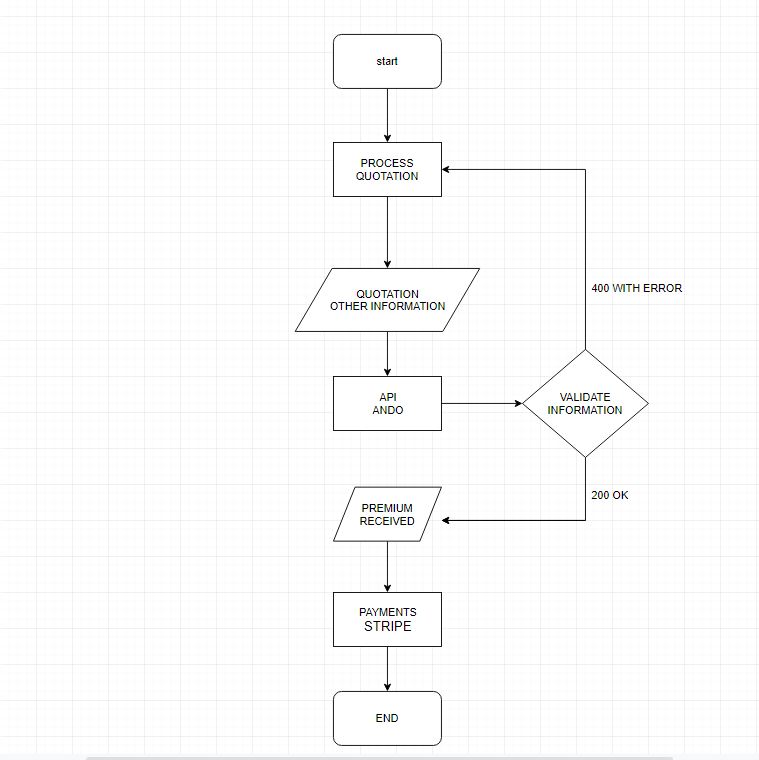 start
PROCESS
QUOTATION
QUOTATION
OTHER INFORMATION
400 WITH ERROR
API
ANDO
VALIDATE
INFORMATION
200 OK
PREMIUM
RECEIVED
PAYMENTS
STRIPE
END